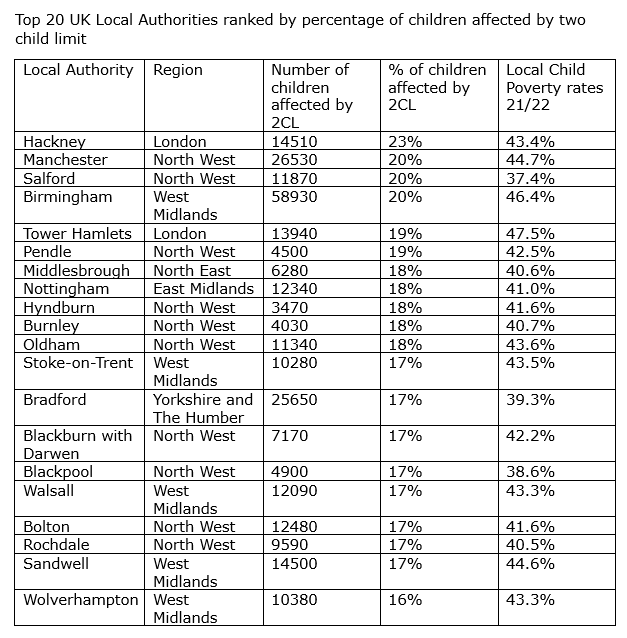 Top 20 UK Local Authorities ranked by percentage of children affected by two
child limit
Local Authority Region Number of children affected by 2CL % of children affected by 2CL Local Child Poverty rates 21/22
Hackney London 14510 23% 43.4%
Manchester North West 26530 20% 44.7%
Salford North West 11870 20% 37.4%
Birmingham West Midlands 58930 20% 46.4%
Tower Hamlets London 13940 19% 47.5%
Pendle North West 4500 19% 42.5%
Middlesbrough North East 6280 18% 40.6%
Nottingham East Midlands 12340 18% 41.0%
Hyndburn North West 3470 18% 41.6%
Burnley North West 4030 18% 40.7%
Oldham North West 11340 18% 43.6%
Stoke-on-Trent West Midlands 10280 17% 43.5%
Bradford Yorkshire and The Humber 25650 17% 39.3%
Blackburn with Darwen North West 7170 17% 42.2%
Blackpool North West 4900 17% 38.6%
Walsall West Midlands 12090 17% 43.3%
Bolton North West 12480 17% 41.6%
Rochdale North West 9590 17% 40.5%
Sandwell West Midlands 14500 17% 44.6%
Wolverhampton West Midlands 10380 16% 43.3%